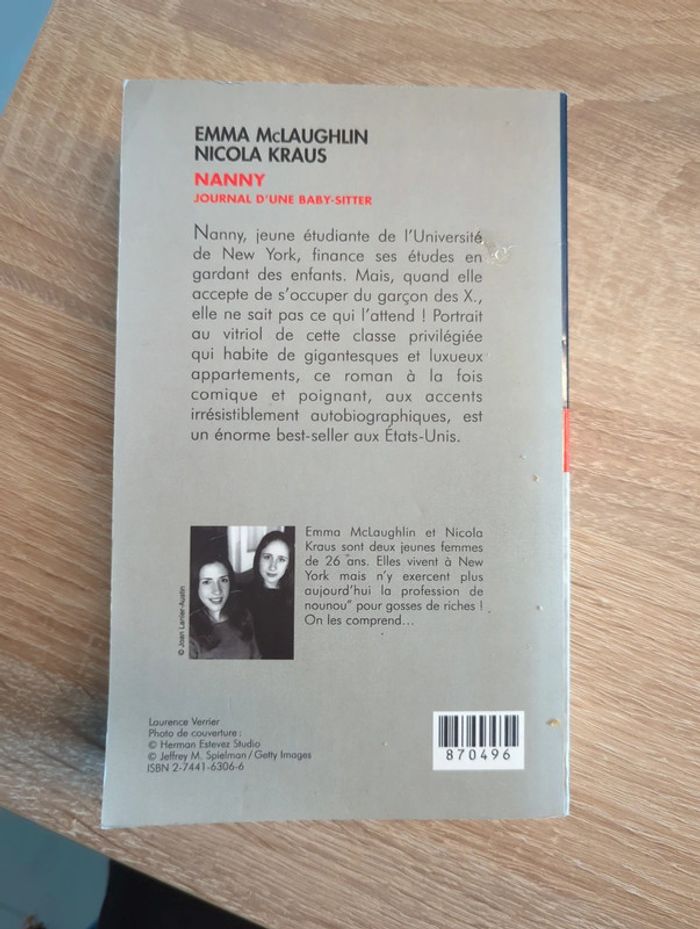 EMMA McLAUGHLIN
NICOLA KRAUS
NANNY
JOURNAL D'UNE BABY-SITTER
Nanny, jeune étudiante de l'Université
de New York, finance ses études en
gardant des enfants. Mais, quand elle
accepte de s'occuper du garçon des X.,
elle ne sait pas ce qui l'attend ! Portrait
au vitriol de cette classe privilégiée
qui habite de gigantesques et luxueux
appartements, ce roman à la fois
comique et poignant, aux accents
irrésistiblement autobiographiques, est
un énorme best-seller aux États-Unis.
Emma McLaughlin et Nicola
Kraus sont deux jeunes femmes
de 26 ans. Elles vivent à New
York mais n'y exercent plus
aujourd'hui la profession de
nounou" pour gosses de riches !
On les comprend...
© Joan Lanier-Austin
Laurence Verrier
Photo de couverture :
© Herman Estevez Studio
© Jeffrey M. Spielman / Getty Images
ISBN 2-7441-6306-6
870496